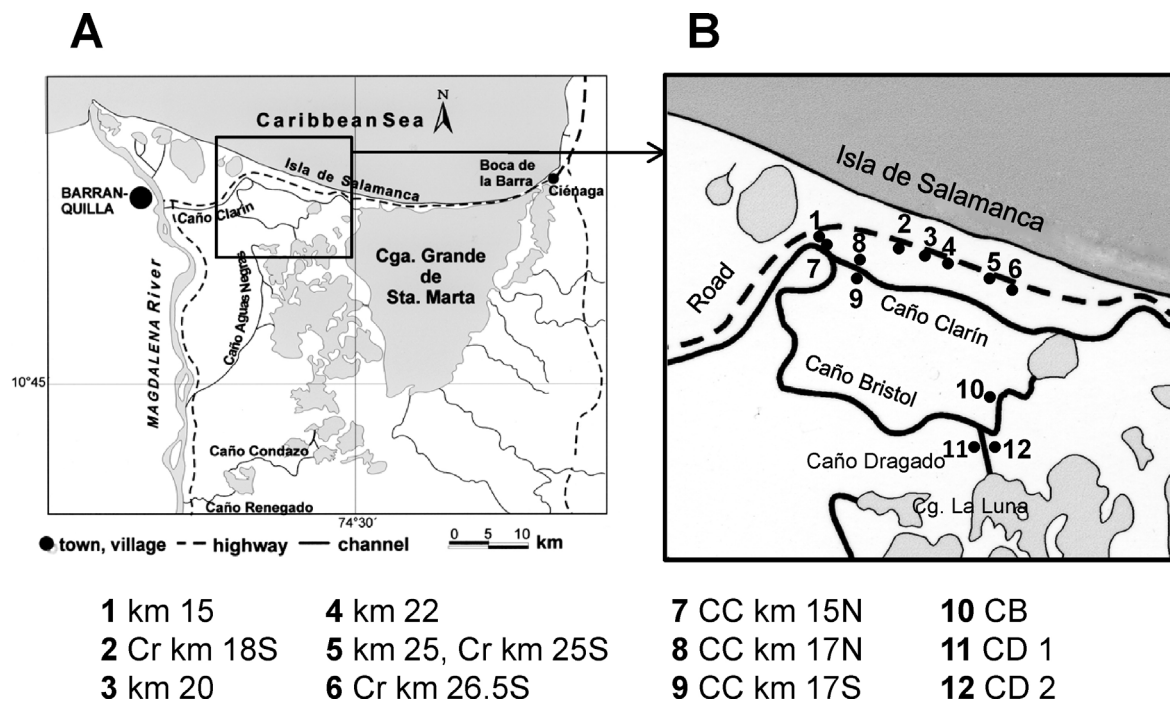 A
B
N
Caribbean Sea
Isla de Salamanca
Boca de
la Barra
Ciénaga
BARRAN-
QUILLA
Caño Clarín
Cga. Grande
de
Sta. Marta
Caño Aguas Negras
MAGDALENA River
10°45
Caño Condazo
Caño Renegado
74°30´
town, village
highway
channel
0 5 10
km
Isla de Salamanca
1
2
3
4
5
6
7
8
9
Road
Caño Clarín
Caño Bristol
10
11
12
Caño Dragado
Cg. La Luna
1 km 15
2 Cr km 18S
3 km 20
4 km 22
5 km 25, Cr km 25S
6 Cr km 26.5S
7 CC km 15N
8 CC km 17N
9 CC km 17S
10 CB
11 CD 1
12 CD 2